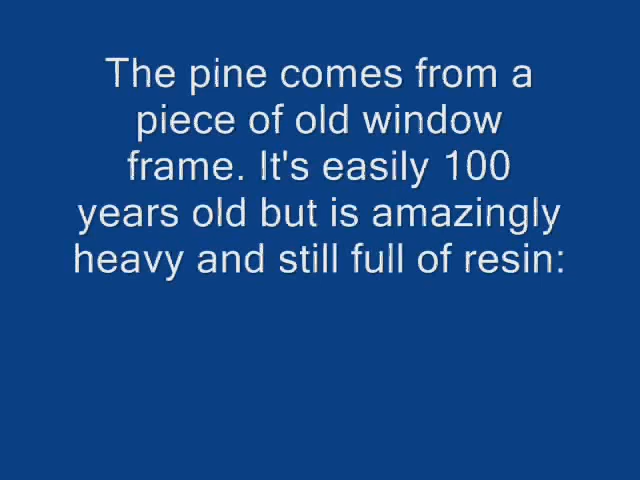 The pine comes from a
piece of old window
frame. It's easily 100
years old but is amazingly
heavy and still full of resin: